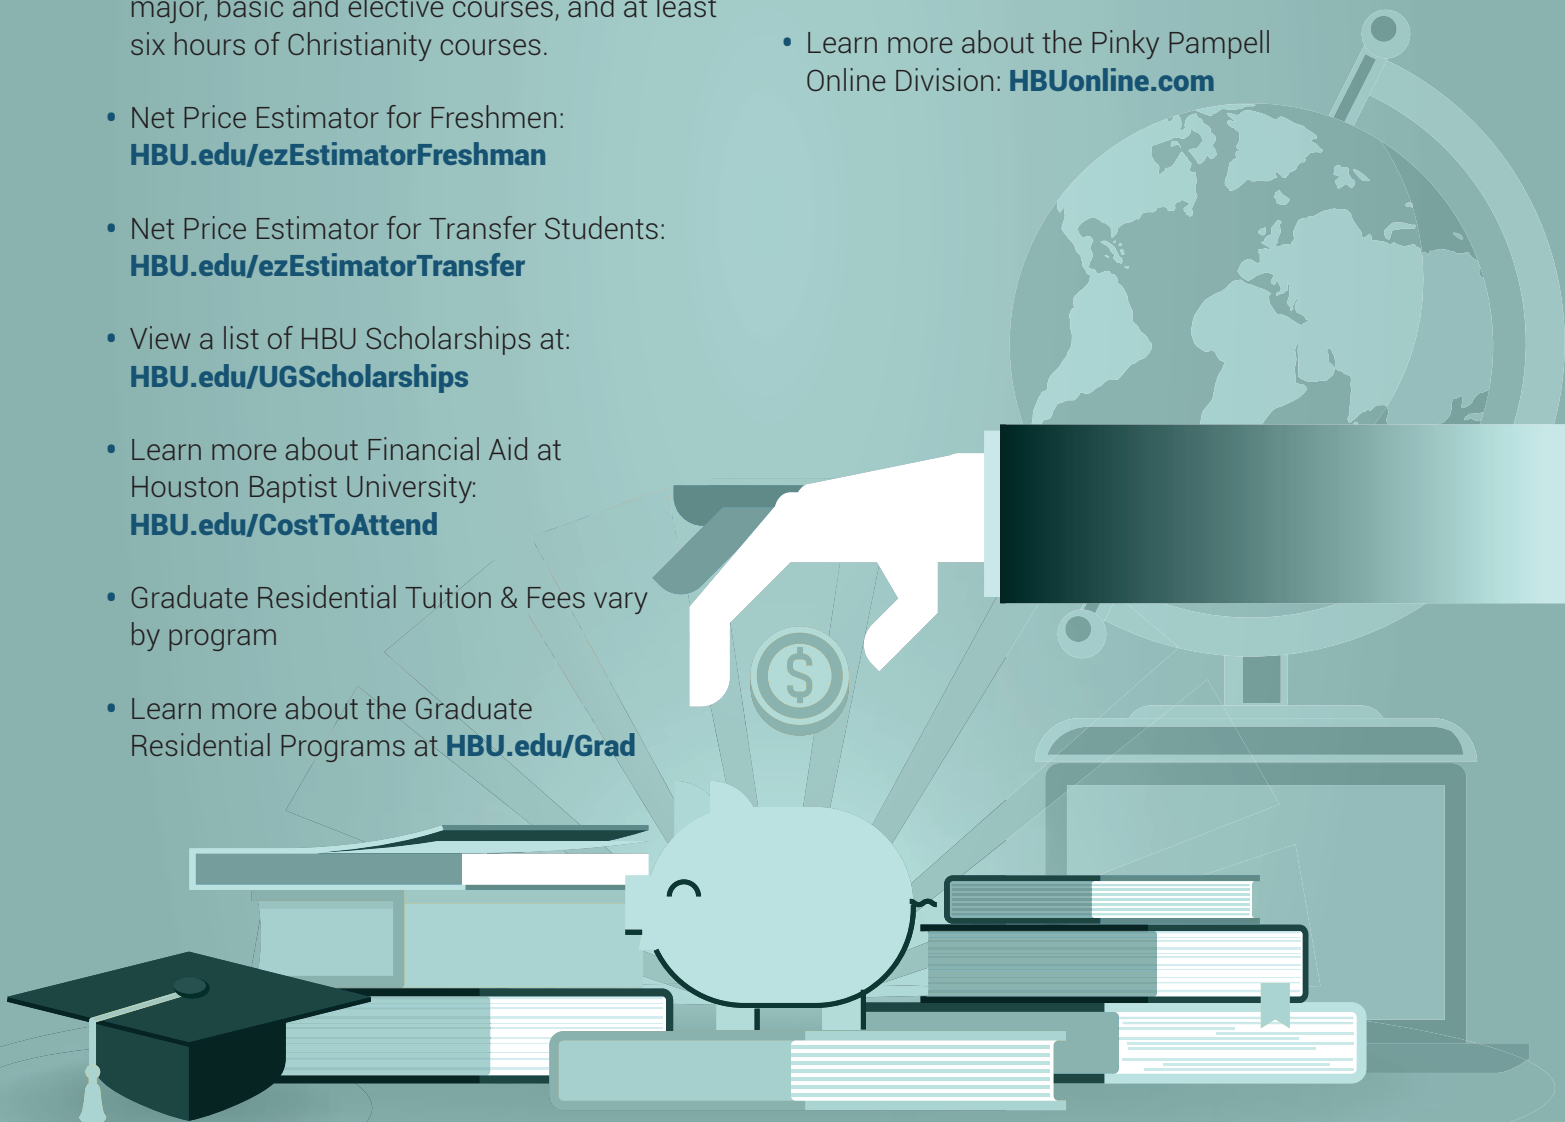 major, basic and elective courses, and at least
six hours of Christianity courses.
• Net Price Estimator for Freshmen:
HBU.edu/ezEstimatorFreshman
• Net Price Estimator for Transfer Students:
HBU.edu/ezEstimatorTransfer
• View a list of HBU Scholarships at:
HBU.edu/UGScholarships
• Learn more about Financial Aid at
Houston Baptist University:
HBU.edu/CostToAttend
• Graduate Residential Tuition & Fees vary
by program
• Learn more about the Graduate
Residential Programs at HBU.edu/Grad
• Learn more about the Pinky Pampell
Online Division: HBUonline.com
$